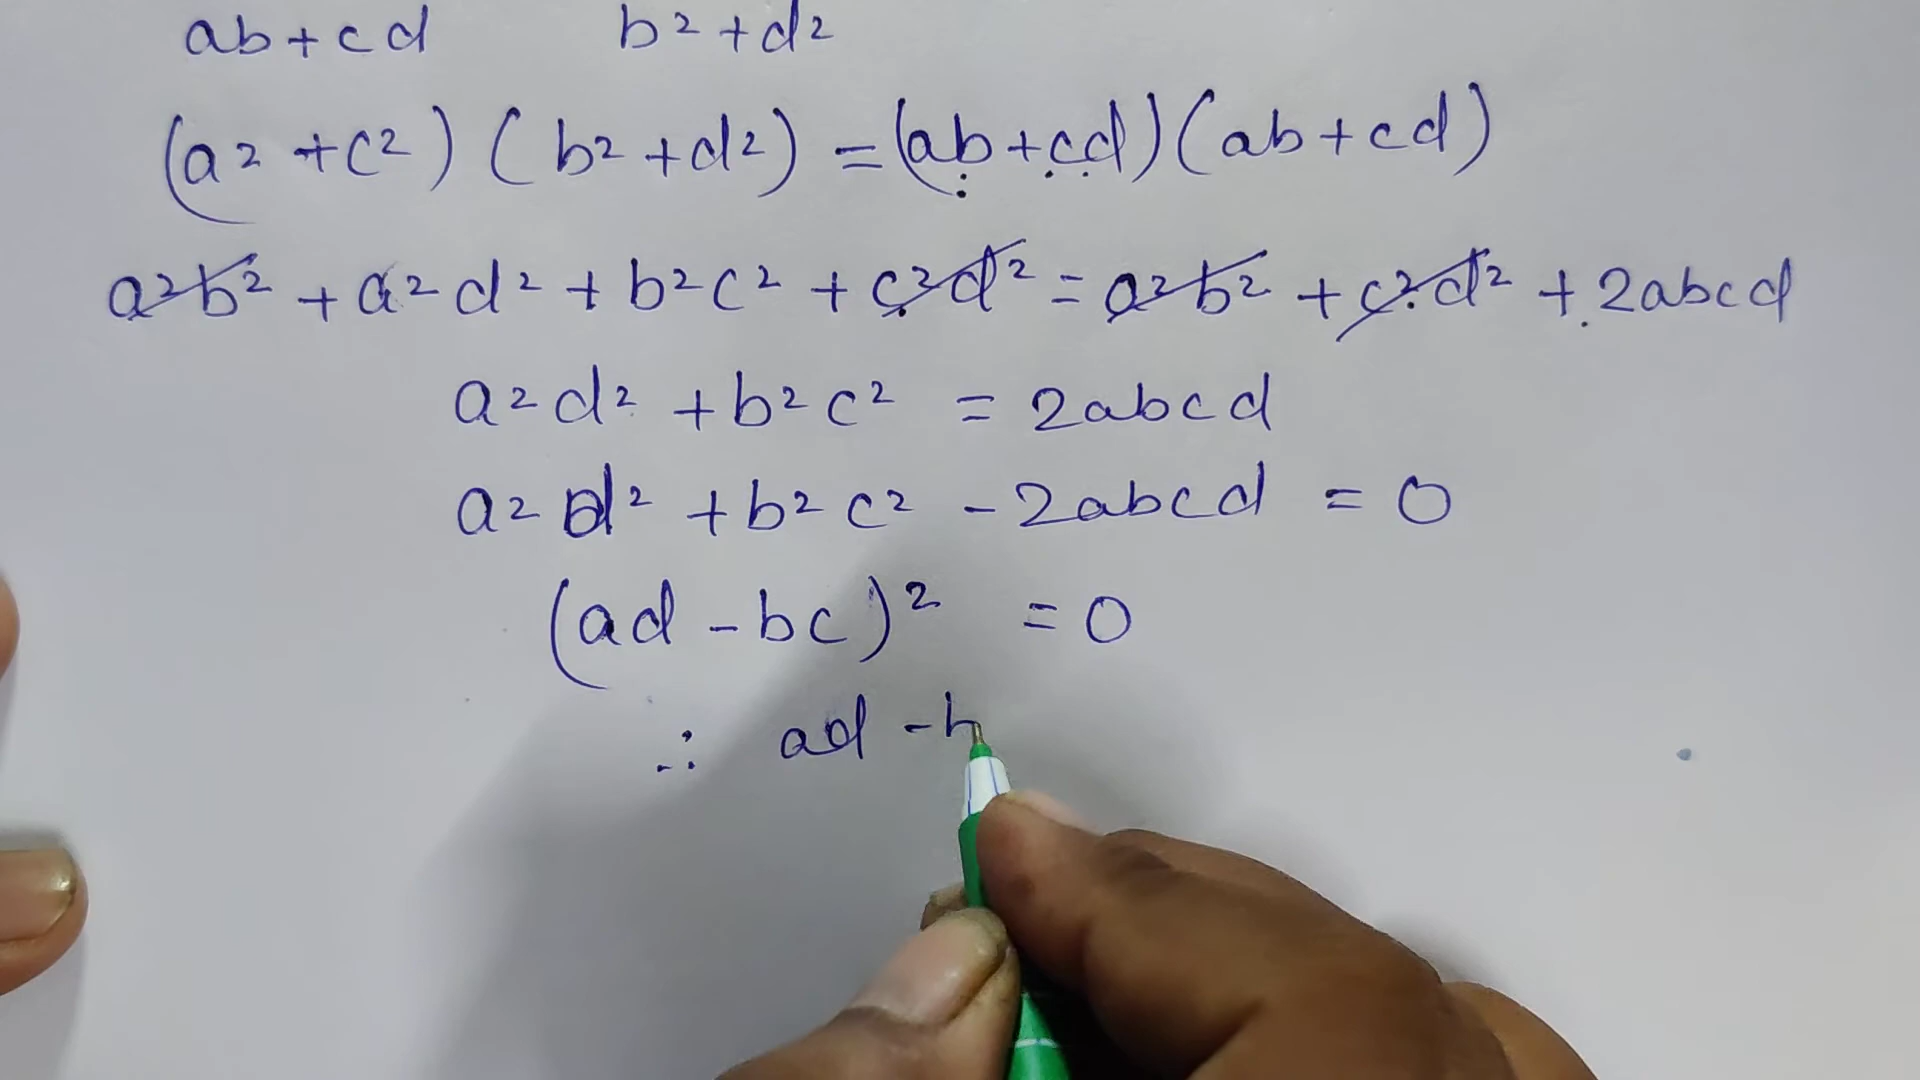 ab + cd b² + d²
(a² + c²) (b² + d²) = (ab + cd) (ab + cd)
a²b² + a²d² + b²c² + c²d² = a²b² + c²d² + 2abcd
a²d² + b²c² = 2abcd
a²d² + b²c² - 2abcd = 0
(ad - bc)² = 0
∴ ad - b